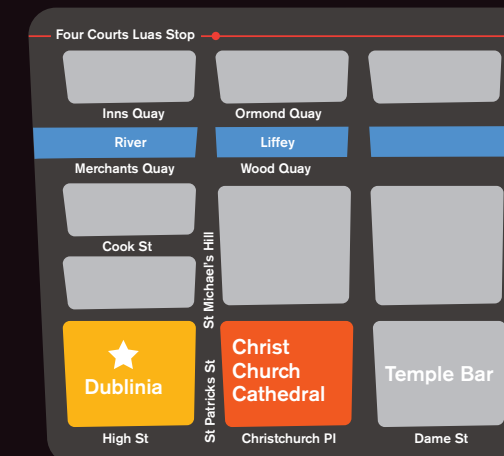 Four Courts Luas Stop
Inns Quay
Ormond Quay
River
Liffey
Merchants Quay
Wood Quay
Cook St
St Michael's Hill
Dublinia
Christ
Church
Cathedral
Temple Bar
St Patricks St
High St
Christchurch Pl
Dame St